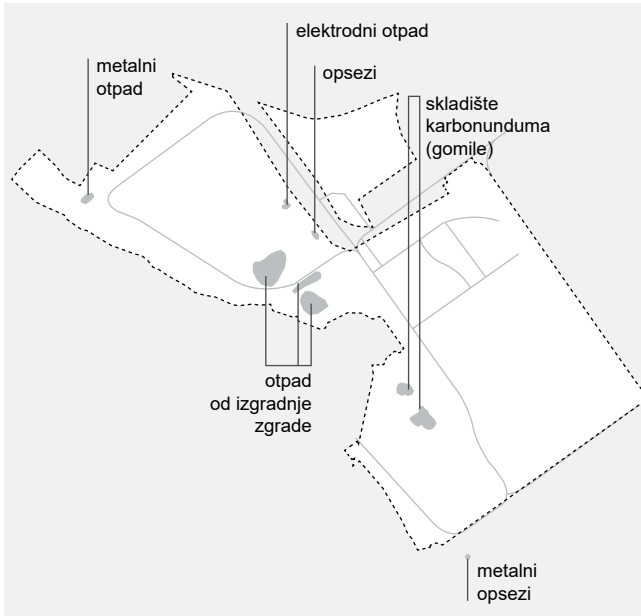 elektrodni otpad
metalni
otpad
opsezi
skladište
karbonunduma
(gomile)
otpad
od izgradnje
zgrade
metalni
opsezi